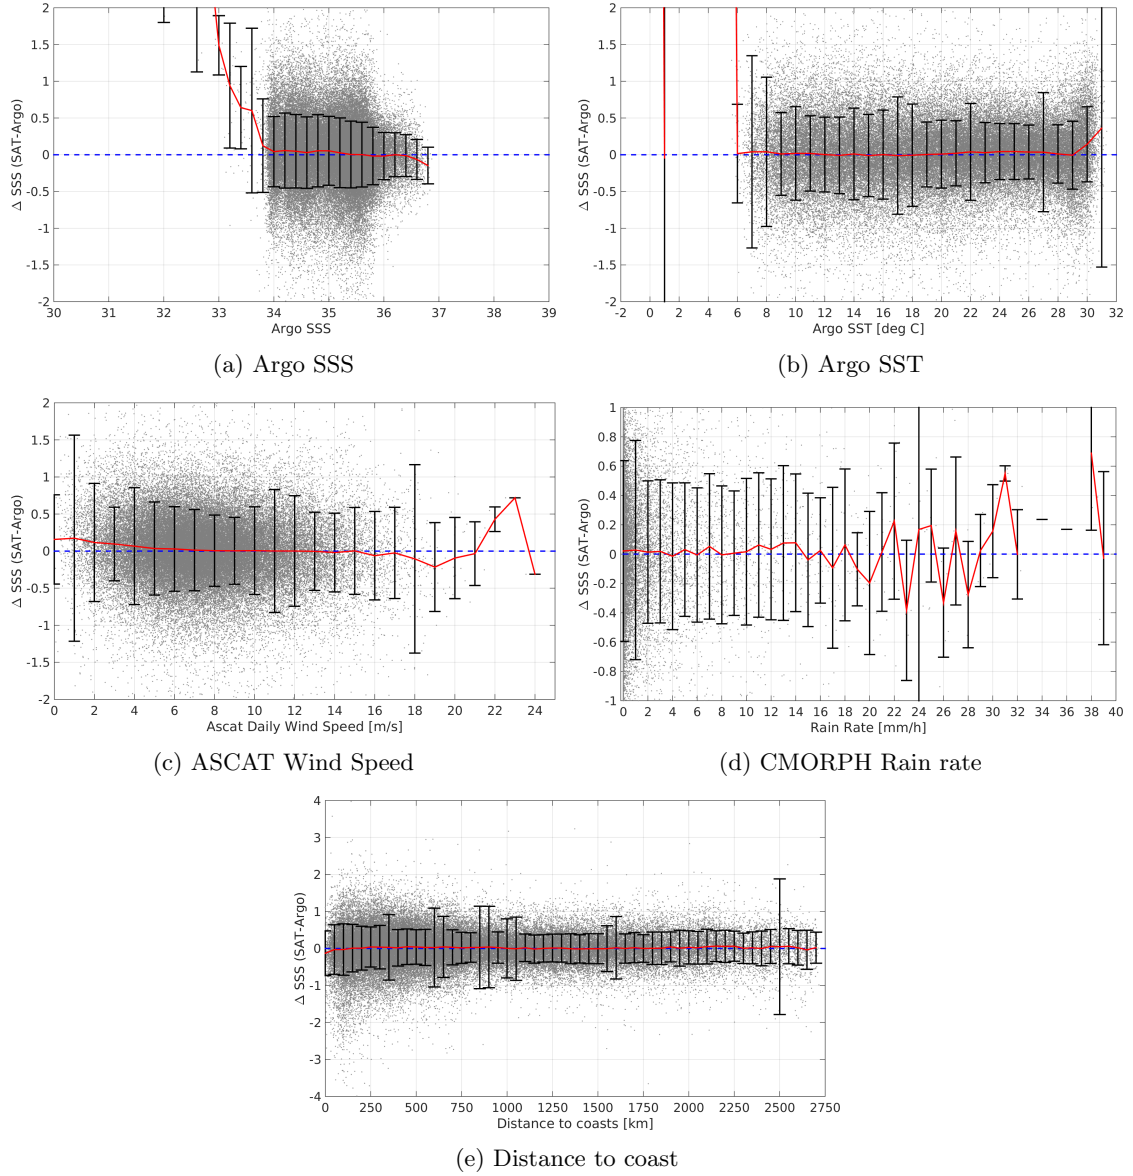 2
1.5
1
0.5
0
-0.5
-1
-1.5
-2
Δ SSS (SAT-Argo)
30 31 32 33 34 35 36 37 38 39
Argo SSS
(a) Argo SSS
2
1.5
1
0.5
0
-0.5
-1
-1.5
-2
Δ SSS (SAT-Argo)
-2 0 2 4 6 8 10 12 14 16 18 20 22 24 26 28 30 32
Argo SST [deg C]
(b) Argo SST
2
1.5
1
0.5
0
-0.5
-1
-1.5
-2
Δ SSS (SAT-Argo)
0 2 4 6 8 10 12 14 16 18 20 22 24
Ascat Daily Wind Speed [m/s]
(c) ASCAT Wind Speed
1
0.8
0.6
0.4
0.2
0
-0.2
-0.4
-0.6
-0.8
-1
Δ SSS (SAT-Argo)
0 2 4 6 8 10 12 14 16 18 20 22 24 26 28 30 32 34 36 38 40
Rain Rate [mm/h]
(d) CMORPH Rain rate
4
3
2
1
0
-1
-2
-3
-4
Δ SSS (SAT-Argo)
0 250 500 750 1000 1250 1500 1750 2000 2250 2500 2750
Distance to coasts [km]
(e) Distance to coast